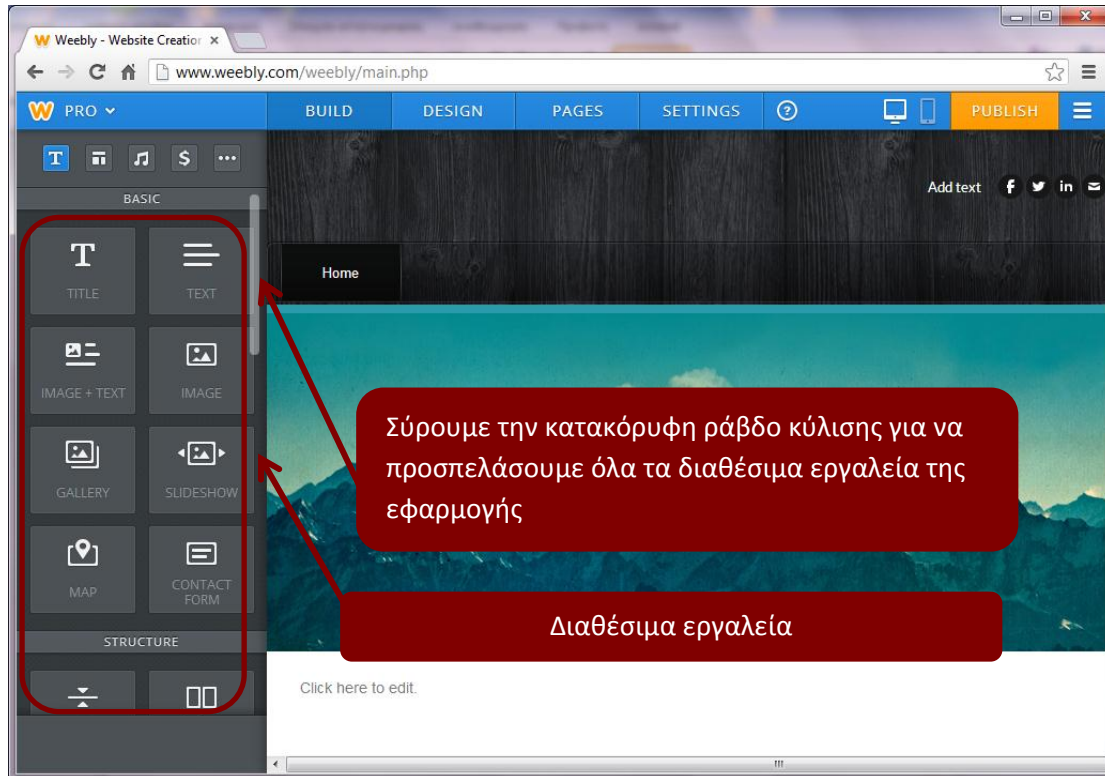 Weebly - Website Creation
www.weebly.com/weebly/main.php
PRO
BUILD
DESIGN
PAGES
SETTINGS
?
PUBLISH
T
$
BASIC
Add text
f
in
T
TITLE
TEXT
Home
IMAGE + TEXT
IMAGE
Σύρουμε την κατακόρυφη ράβδο κύλισης για να
προσπελάσουμε όλα τα διαθέσιμα εργαλεία της
εφαρμογής
GALLERY
SLIDESHOW
MAP
CONTACT
FORM
Διαθέσιμα εργαλεία
STRUCTURE
Click here to edit.